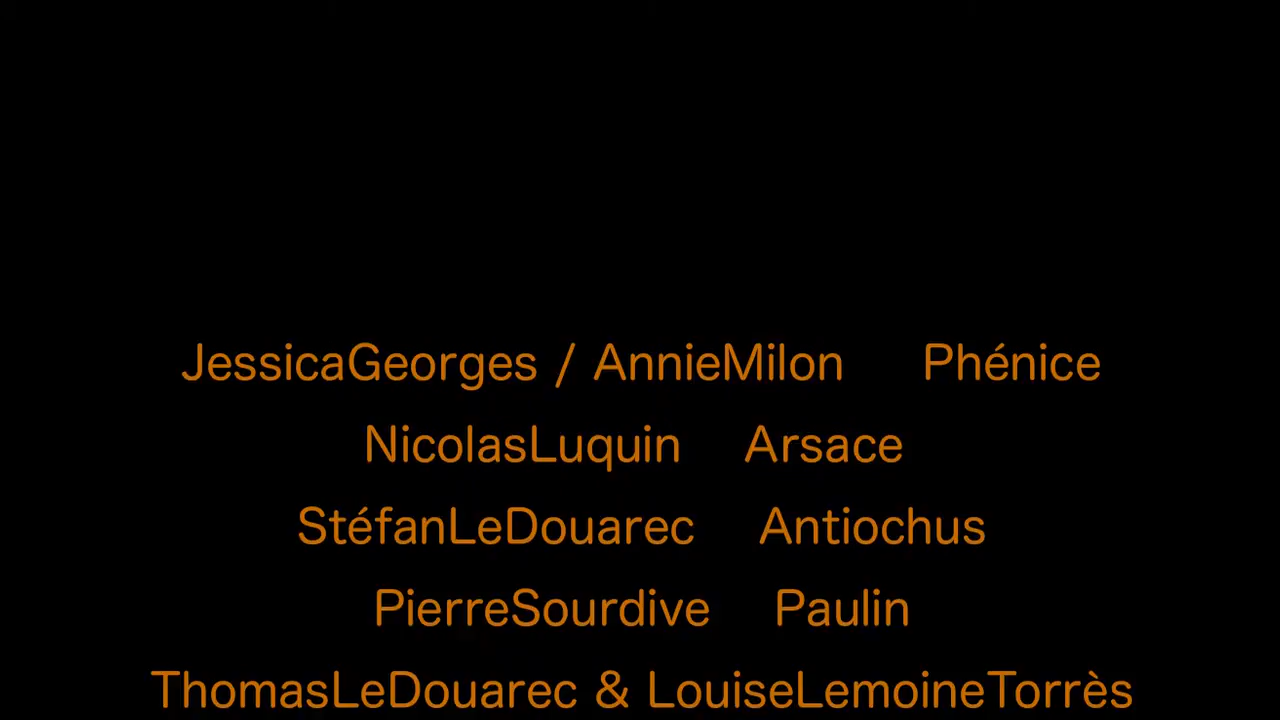 JessicaGeorges / AnnieMilon Phénice
NicolasLuquin Arsace
StéfanLeDouarec Antiochus
PierreSourdive Paulin
ThomasLeDouarec & LouiseLemoineTorrès